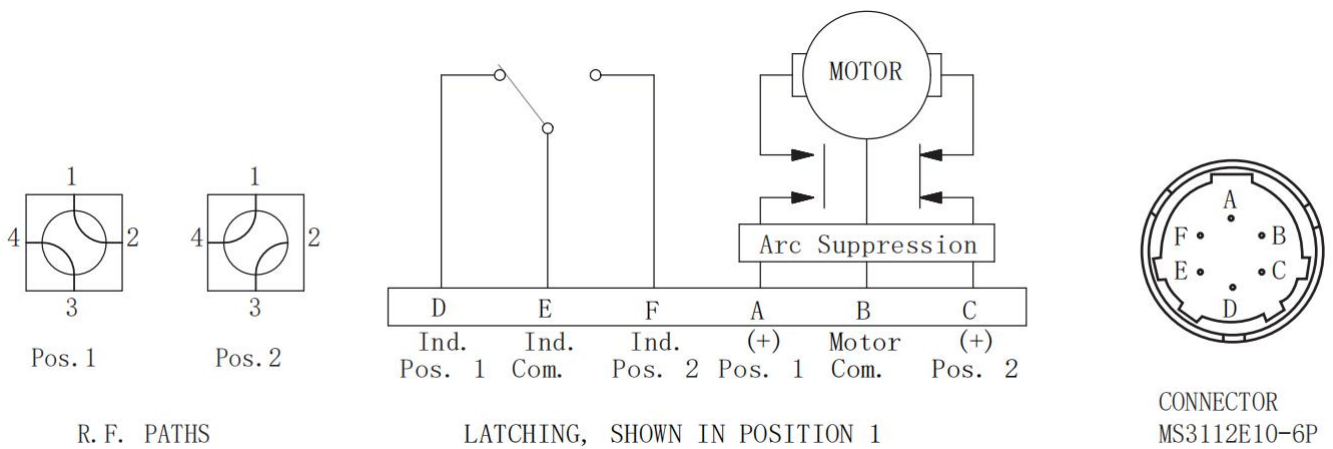 1
4 2
3
Pos.1
1
4 2
3
Pos.2
R.F. PATHS
MOTOR
Arc Suppression
D E F A B C
Ind. Ind. Ind. (+) Motor (+)
Pos. 1 Com. Pos. 2 Pos. 1 Com. Pos. 2
LATCHING, SHOWN IN POSITION 1
A
F B
E C
D
CONNECTOR
MS3112E10-6P